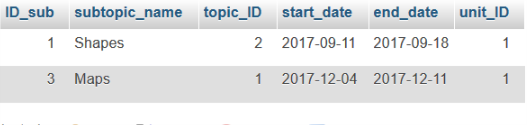 ID_sub subtopic_name topic_ID start_date end_date unit_ID
1 Shapes 2 2017-09-11 2017-09-18 1
3 Maps 1 2017-12-04 2017-12-11 1